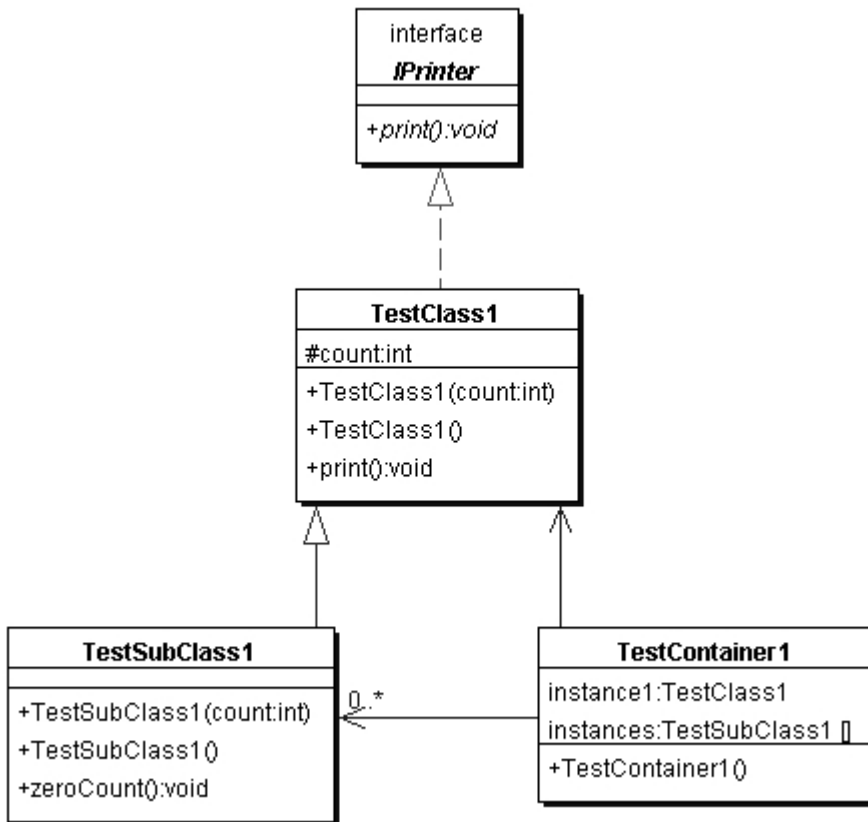 interface
IPrinter
+print():void
TestClass1
#count:int
+TestClass1(count:int)
+TestClass1()
+print():void
TestSubClass1
+TestSubClass1(count:int)
+TestSubClass1()
+zeroCount():void
0..*
TestContainer1
instance1:TestClass1
instances:TestSubClass1 []
+TestContainer1()